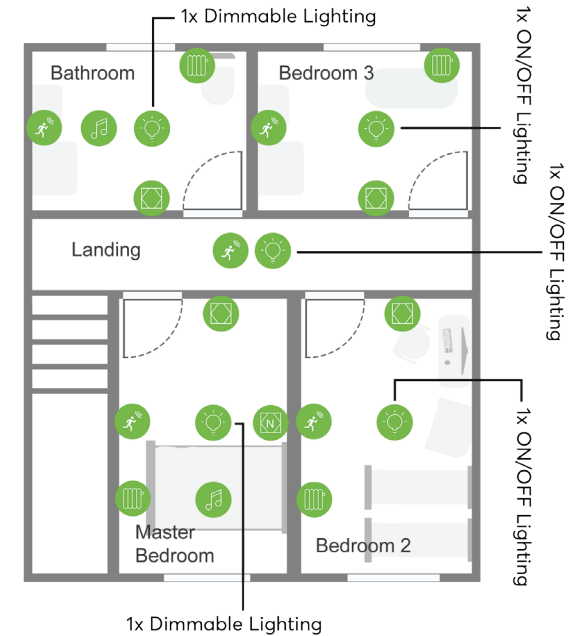 1x Dimmable Lighting
Bathroom
Bedroom 3
1x ON/OFF Lighting
Landing
1x ON/OFF Lighting
N
Master
Bedroom
Bedroom 2
1x ON/OFF Lighting
1x Dimmable Lighting